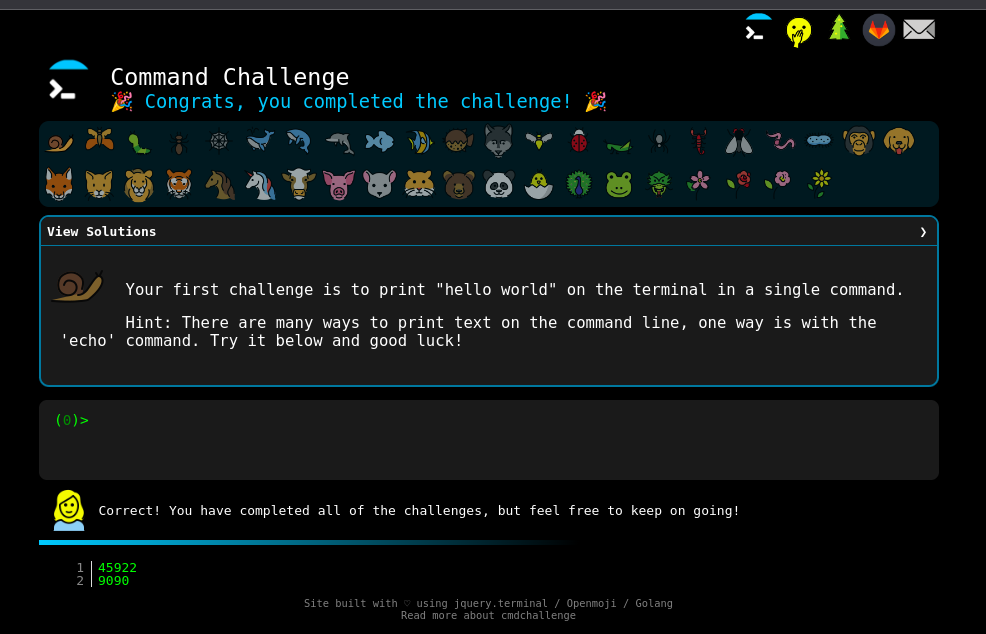 Command Challenge
🎉 Congrats, you completed the challenge! 🎉
View Solutions ❯
Your first challenge is to print "hello world" on the terminal in a single command.
Hint: There are many ways to print text on the command line, one way is with the
'echo' command. Try it below and good luck!
(0)>
Correct! You have completed all of the challenges, but feel free to keep on going!
1 45922
2 9090
Site built with ♡ using jquery.terminal / Openmoji / Golang
Read more about cmdchallenge